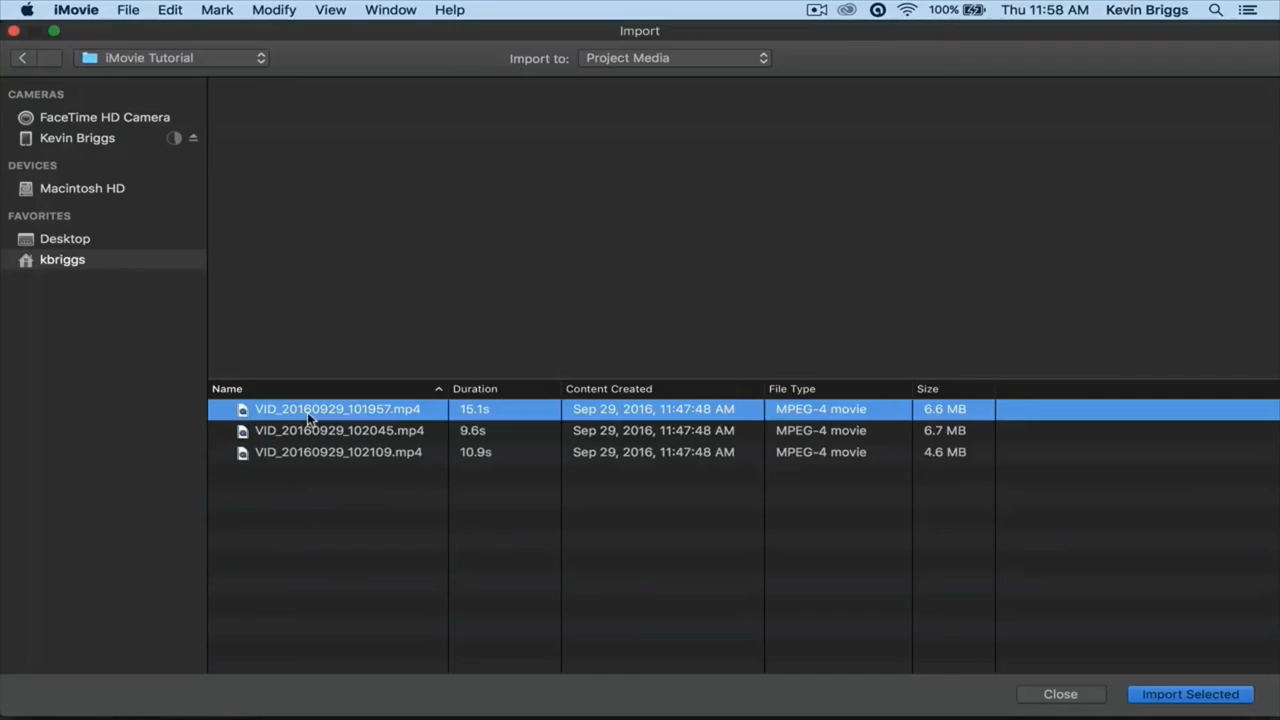 iMovie File Edit Mark Modify View Window Help 100% Thu 11:58 AM Kevin Briggs
Import
iMovie Tutorial Import to: Project Media
CAMERAS
FaceTime HD Camera
Kevin Briggs
DEVICES
Macintosh HD
FAVORITES
Desktop
kbriggs
Name Duration Content Created File Type Size
VID_20160929_101957.mp4 15.1s Sep 29, 2016, 11:47:48 AM MPEG-4 movie 6.6 MB
VID_20160929_102045.mp4 9.6s Sep 29, 2016, 11:47:48 AM MPEG-4 movie 6.7 MB
VID_20160929_102109.mp4 10.9s Sep 29, 2016, 11:47:48 AM MPEG-4 movie 4.6 MB
Close Import Selected